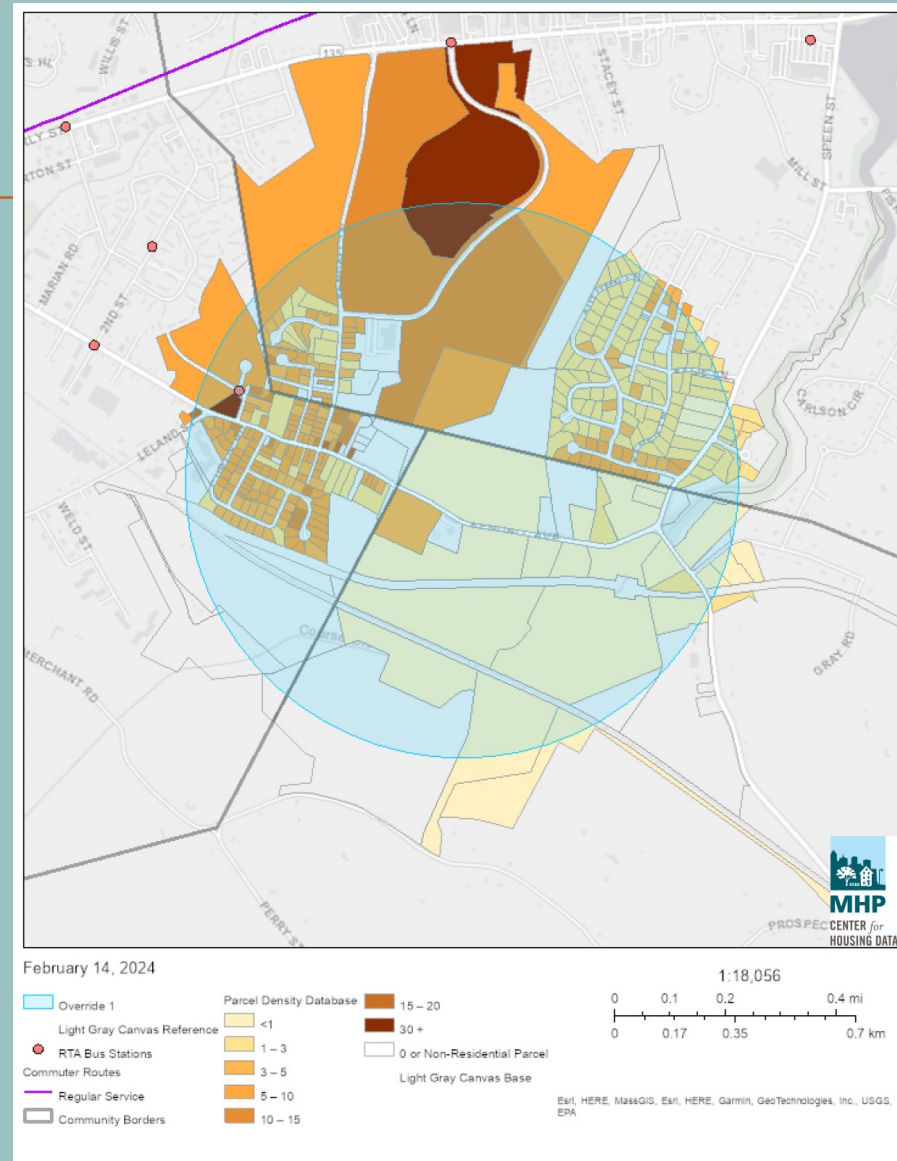 WILLIS ST
135
STACEY ST
SPEEN ST
MILL ST
MARIAN RD
2ND ST
LELAND S
WELD ST
CARLSON CIR
MERCHANT RD
GRAY RD
PERRY ST
PROSPEC
MHP
CENTER for
HOUSING DATA
February 14, 2024
1:18,056
0 0.1 0.2 0.4 mi
0 0.17 0.35 0.7 km
Override 1
Light Gray Canvas Reference
RTA Bus Stations
Commuter Routes
Regular Service
Community Borders
Parcel Density Database
<1
1 – 3
3 – 5
5 – 10
10 – 15
15 – 20
30 +
0 or Non-Residential Parcel
Light Gray Canvas Base
Esri, HERE, MassGIS, Esri, HERE, Garmin, GeoTechnologies, Inc., USGS,
EPA